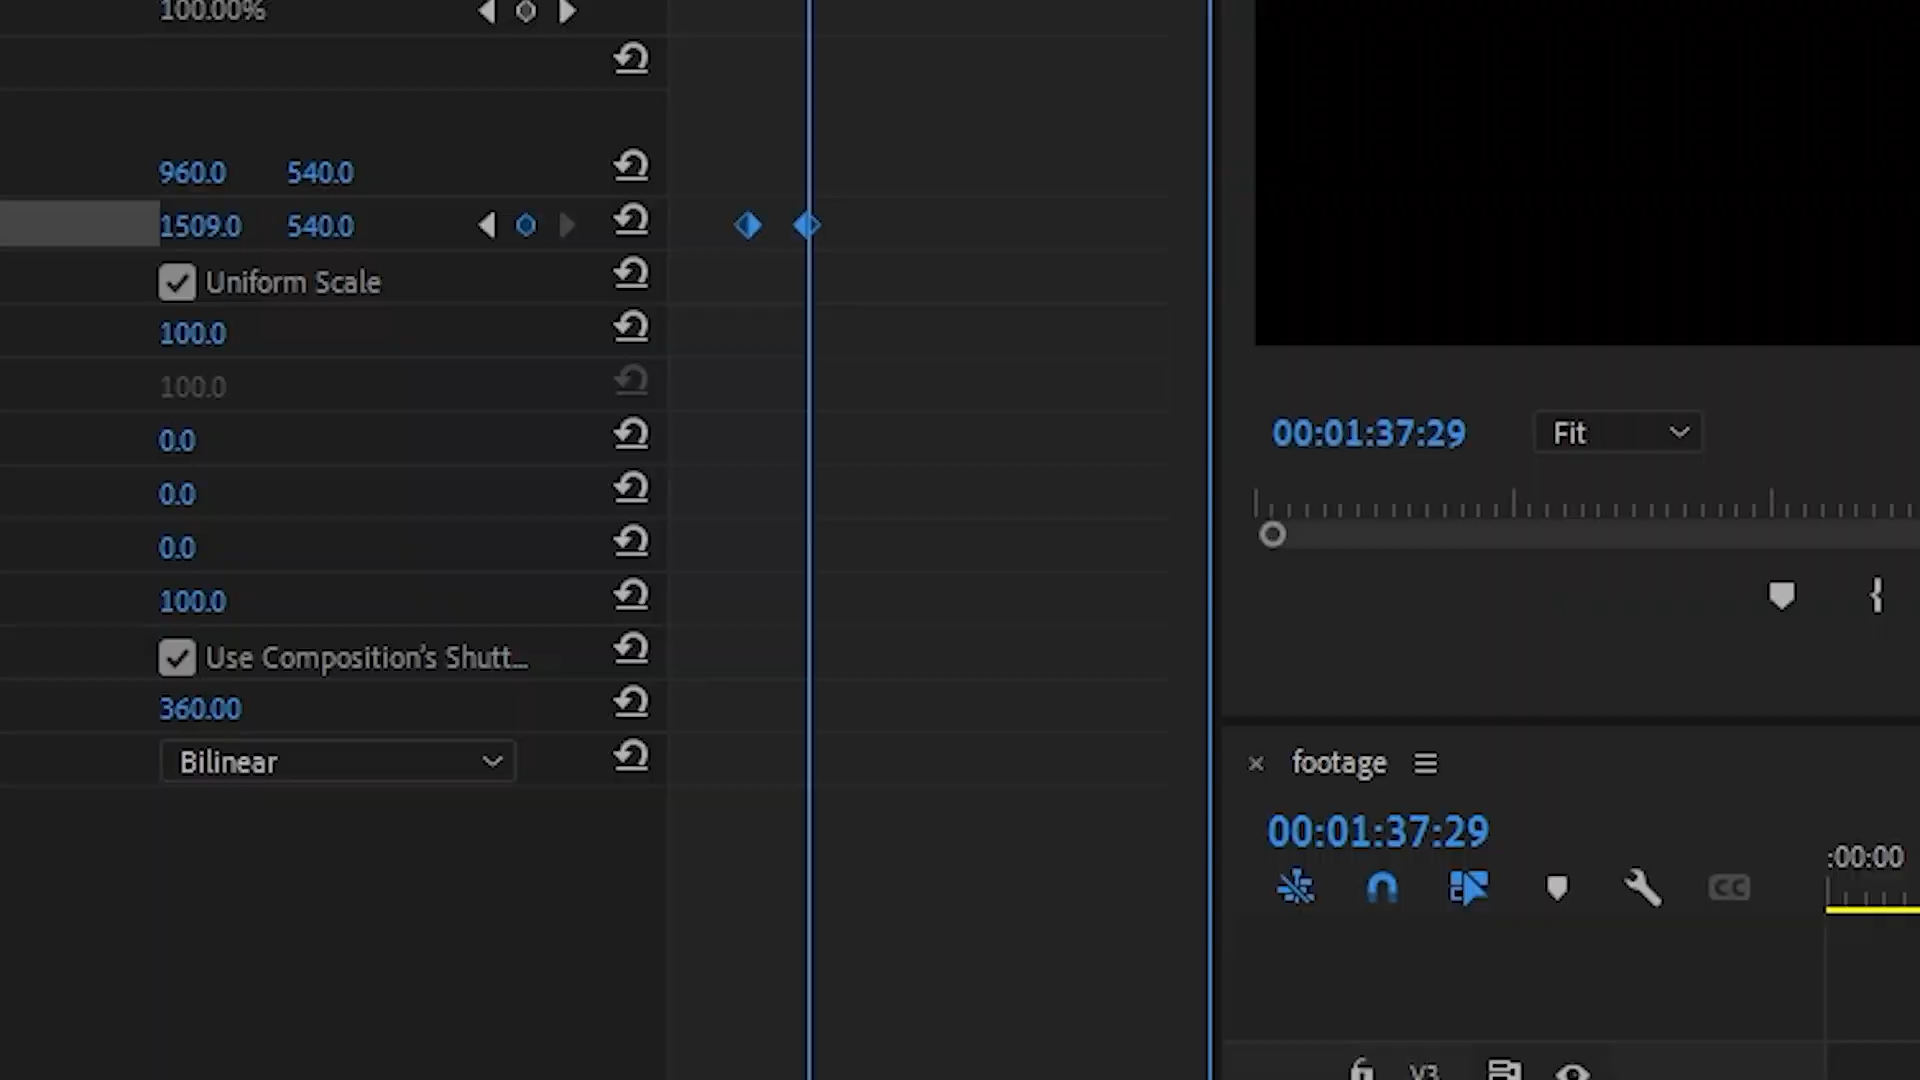 100.00%
960.0 540.0
1509.0 540.0
Uniform Scale
100.0
100.0
0.0
0.0
0.0
100.0
Use Composition's Shutt...
360.00
Bilinear
00:01:37:29
Fit
footage
00:01:37:29
:00:00
CC
V3